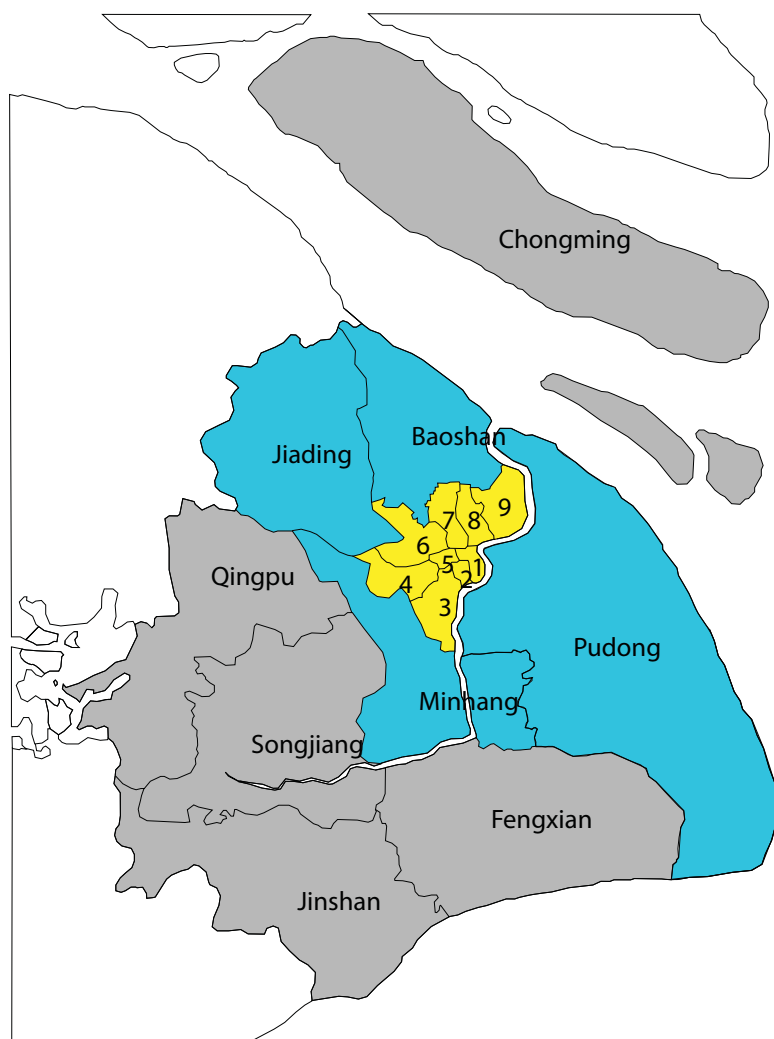 Chongming
Baoshan
Jiading
9
7
8
6
5
1
Qingpu
2
4
3
Pudong
Minhang
Songjiang
Fengxian
Jinshan